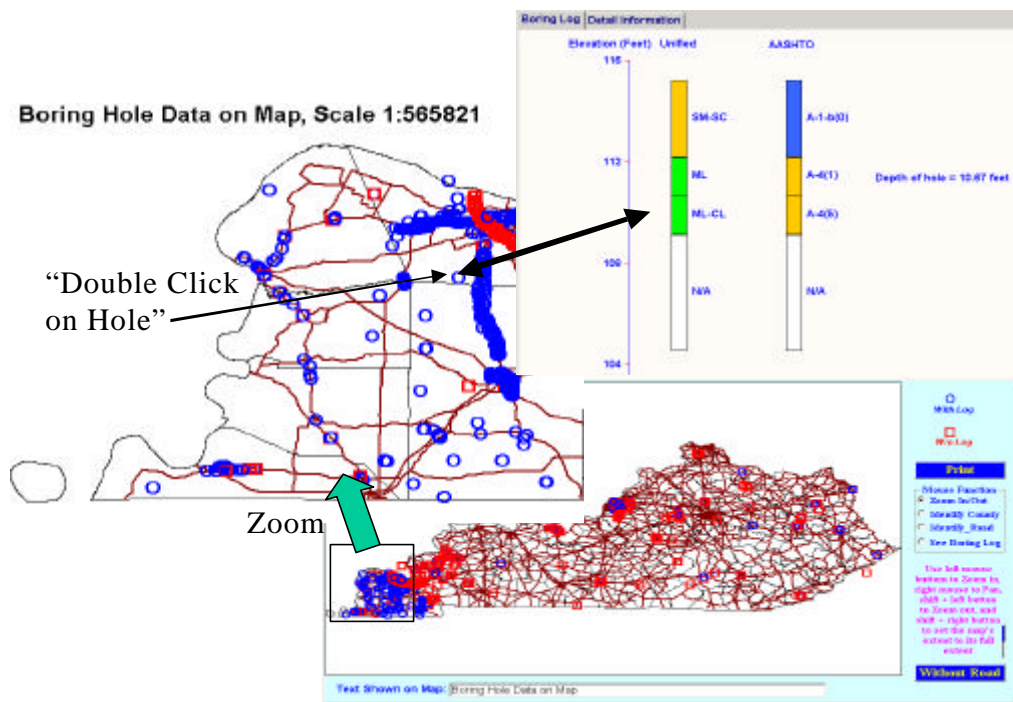 Boring Log Detail Information
Elevation (Feet) Unified AASHTO
116
SM-SC A-1-b(0)
112
ML A-4(1) Depth of hole = 10.67 feet
ML-CL A-4(5)
108
N/A N/A
104
Boring Hole Data on Map, Scale 1:565821
“Double Click
on Hole”
Zoom
With Log
W/o Log
Print
Mouse Function
Zoom In/Out
Identify County
Identify_Road
See Boring Log
Use left mouse
button to Zoom in,
right mouse to Pan,
shift + left button
to Zoom out, and
shift + right button
to set the map's
extent to its full
extent
Without Road
Text Shown on Map: Boring Hole Data on Map